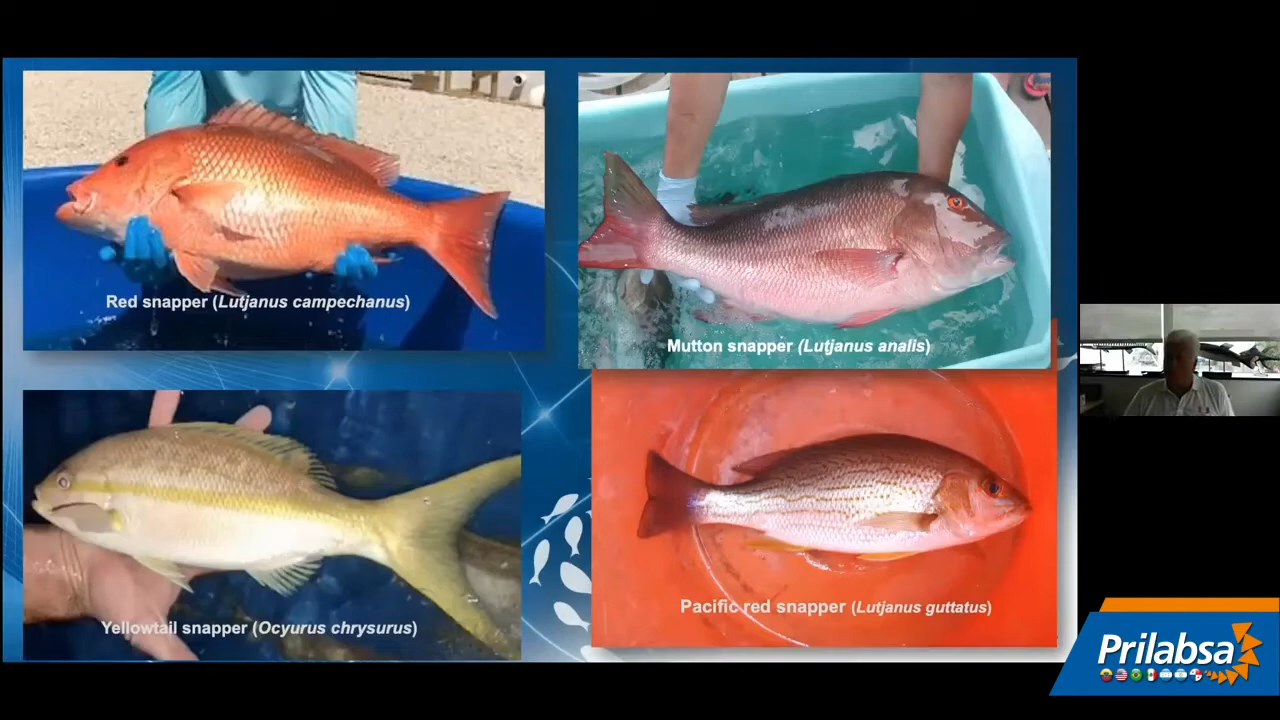 Red snapper (Lutjanus campechanus)
Mutton snapper (Lutjanus analis)
Yellowtail snapper (Ocyurus chrysurus)
Pacific red snapper (Lutjanus guttatus)
Prilabsa